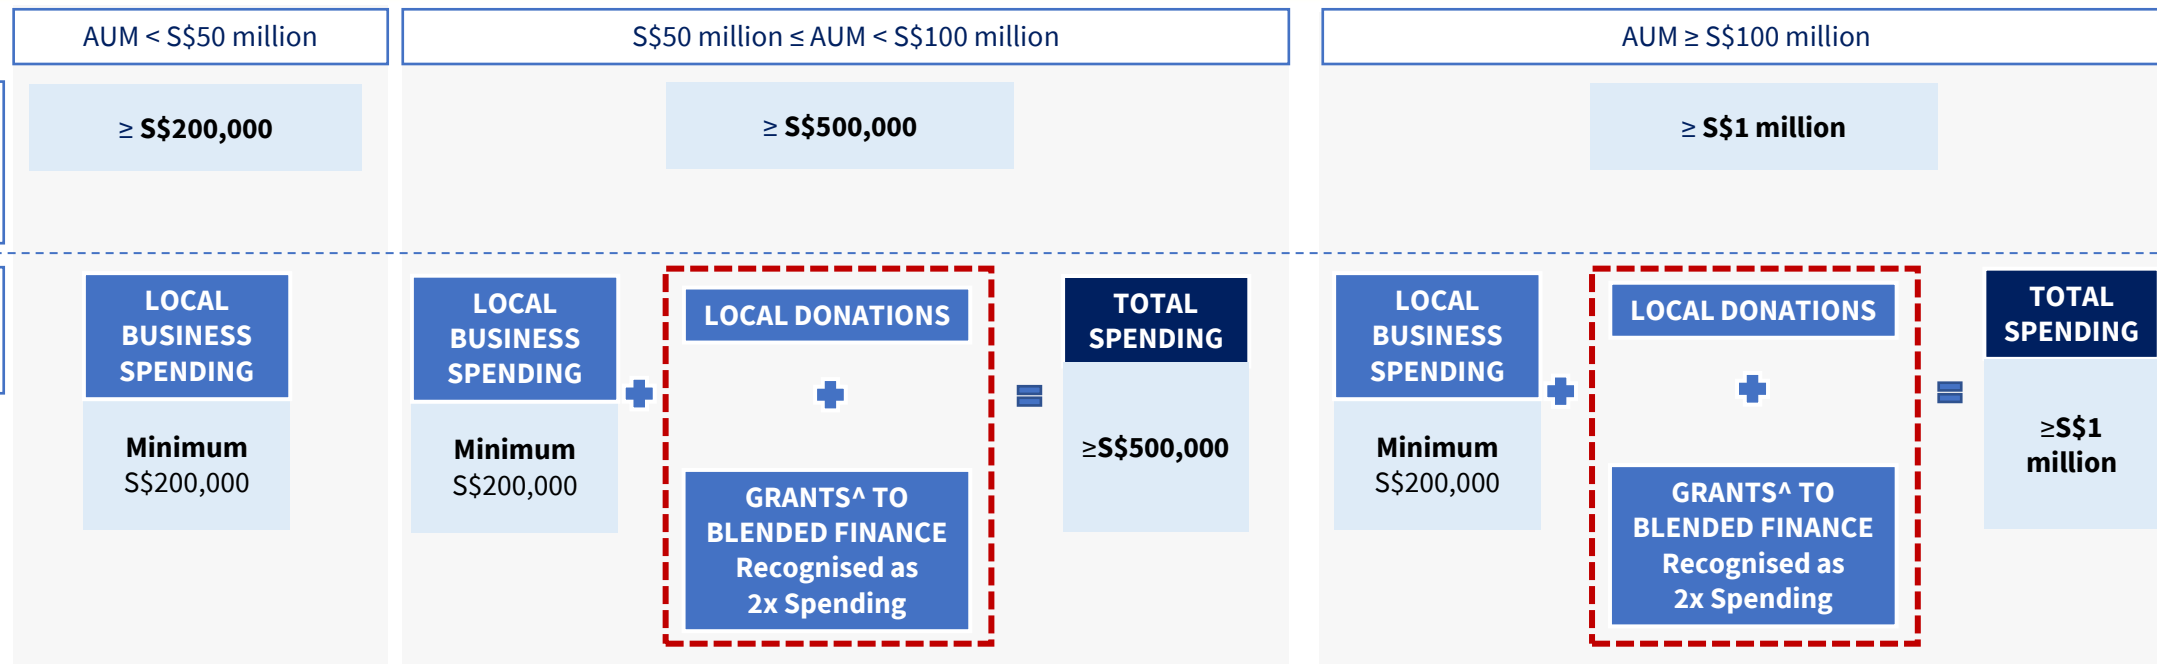 AUM < S$50 million
S$50 million ≤ AUM < S$100 million
AUM ≥ S$100 million
≥ S$200,000
≥ S$500,000
≥ S$1 million
LOCAL
BUSINESS
SPENDING
Minimum
S$200,000
LOCAL
BUSINESS
SPENDING
Minimum
S$200,000
LOCAL DONATIONS
GRANTS^ TO
BLENDED FINANCE
Recognised as
2x Spending
TOTAL
SPENDING
≥S$500,000
LOCAL
BUSINESS
SPENDING
Minimum
S$200,000
LOCAL DONATIONS
GRANTS^ TO
BLENDED FINANCE
Recognised as
2x Spending
TOTAL
SPENDING
≥S$1
million